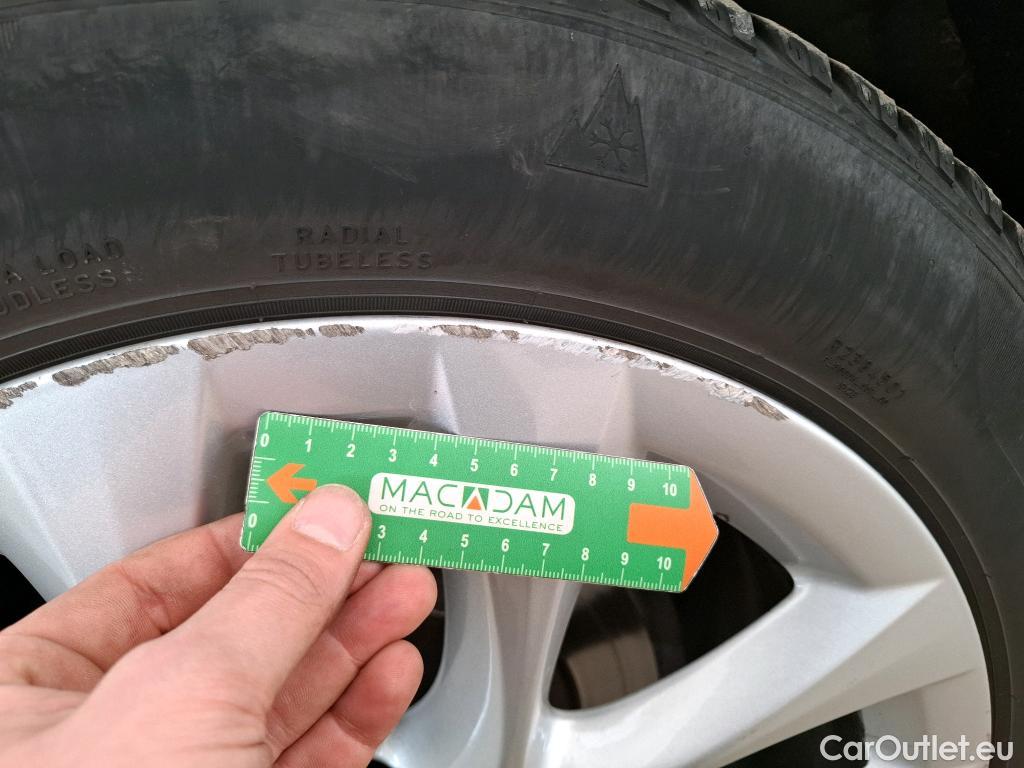 A LOAD
RADIAL
TUBELESS
0 1 2 3 4 5 6 7 8 9 10
MACADAM
ON THE ROAD TO EXCELLENCE
0 3 4 5 6 7 8 9 10
CarOutlet.eu